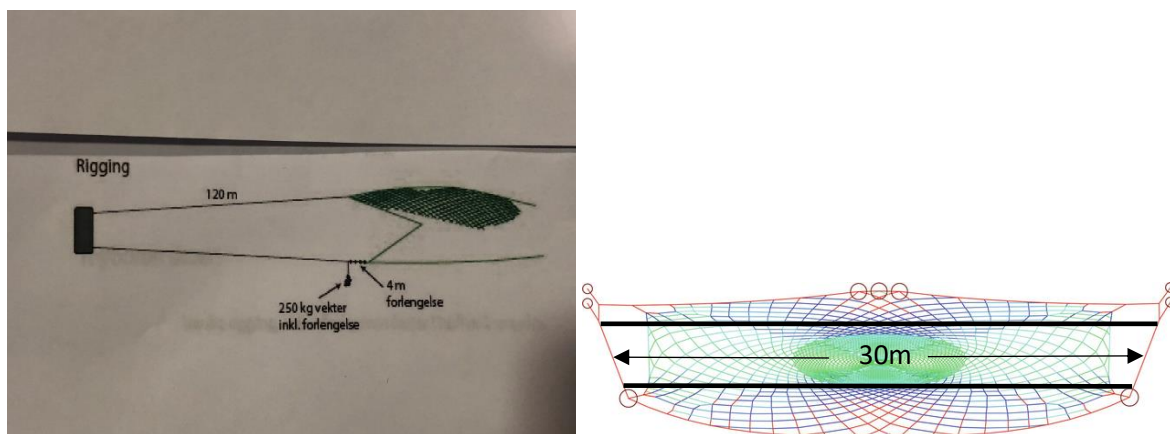 Rigging
120 m
250 kg vekter
inkl. forlengelse
4 m
forlengelse
30m